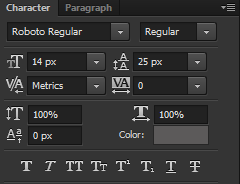 Character Paragraph
Roboto Regular Regular
14 px 25 px
Metrics 0
100% 100%
0 px Color:
T T TT Tt T¹ T₁ T T